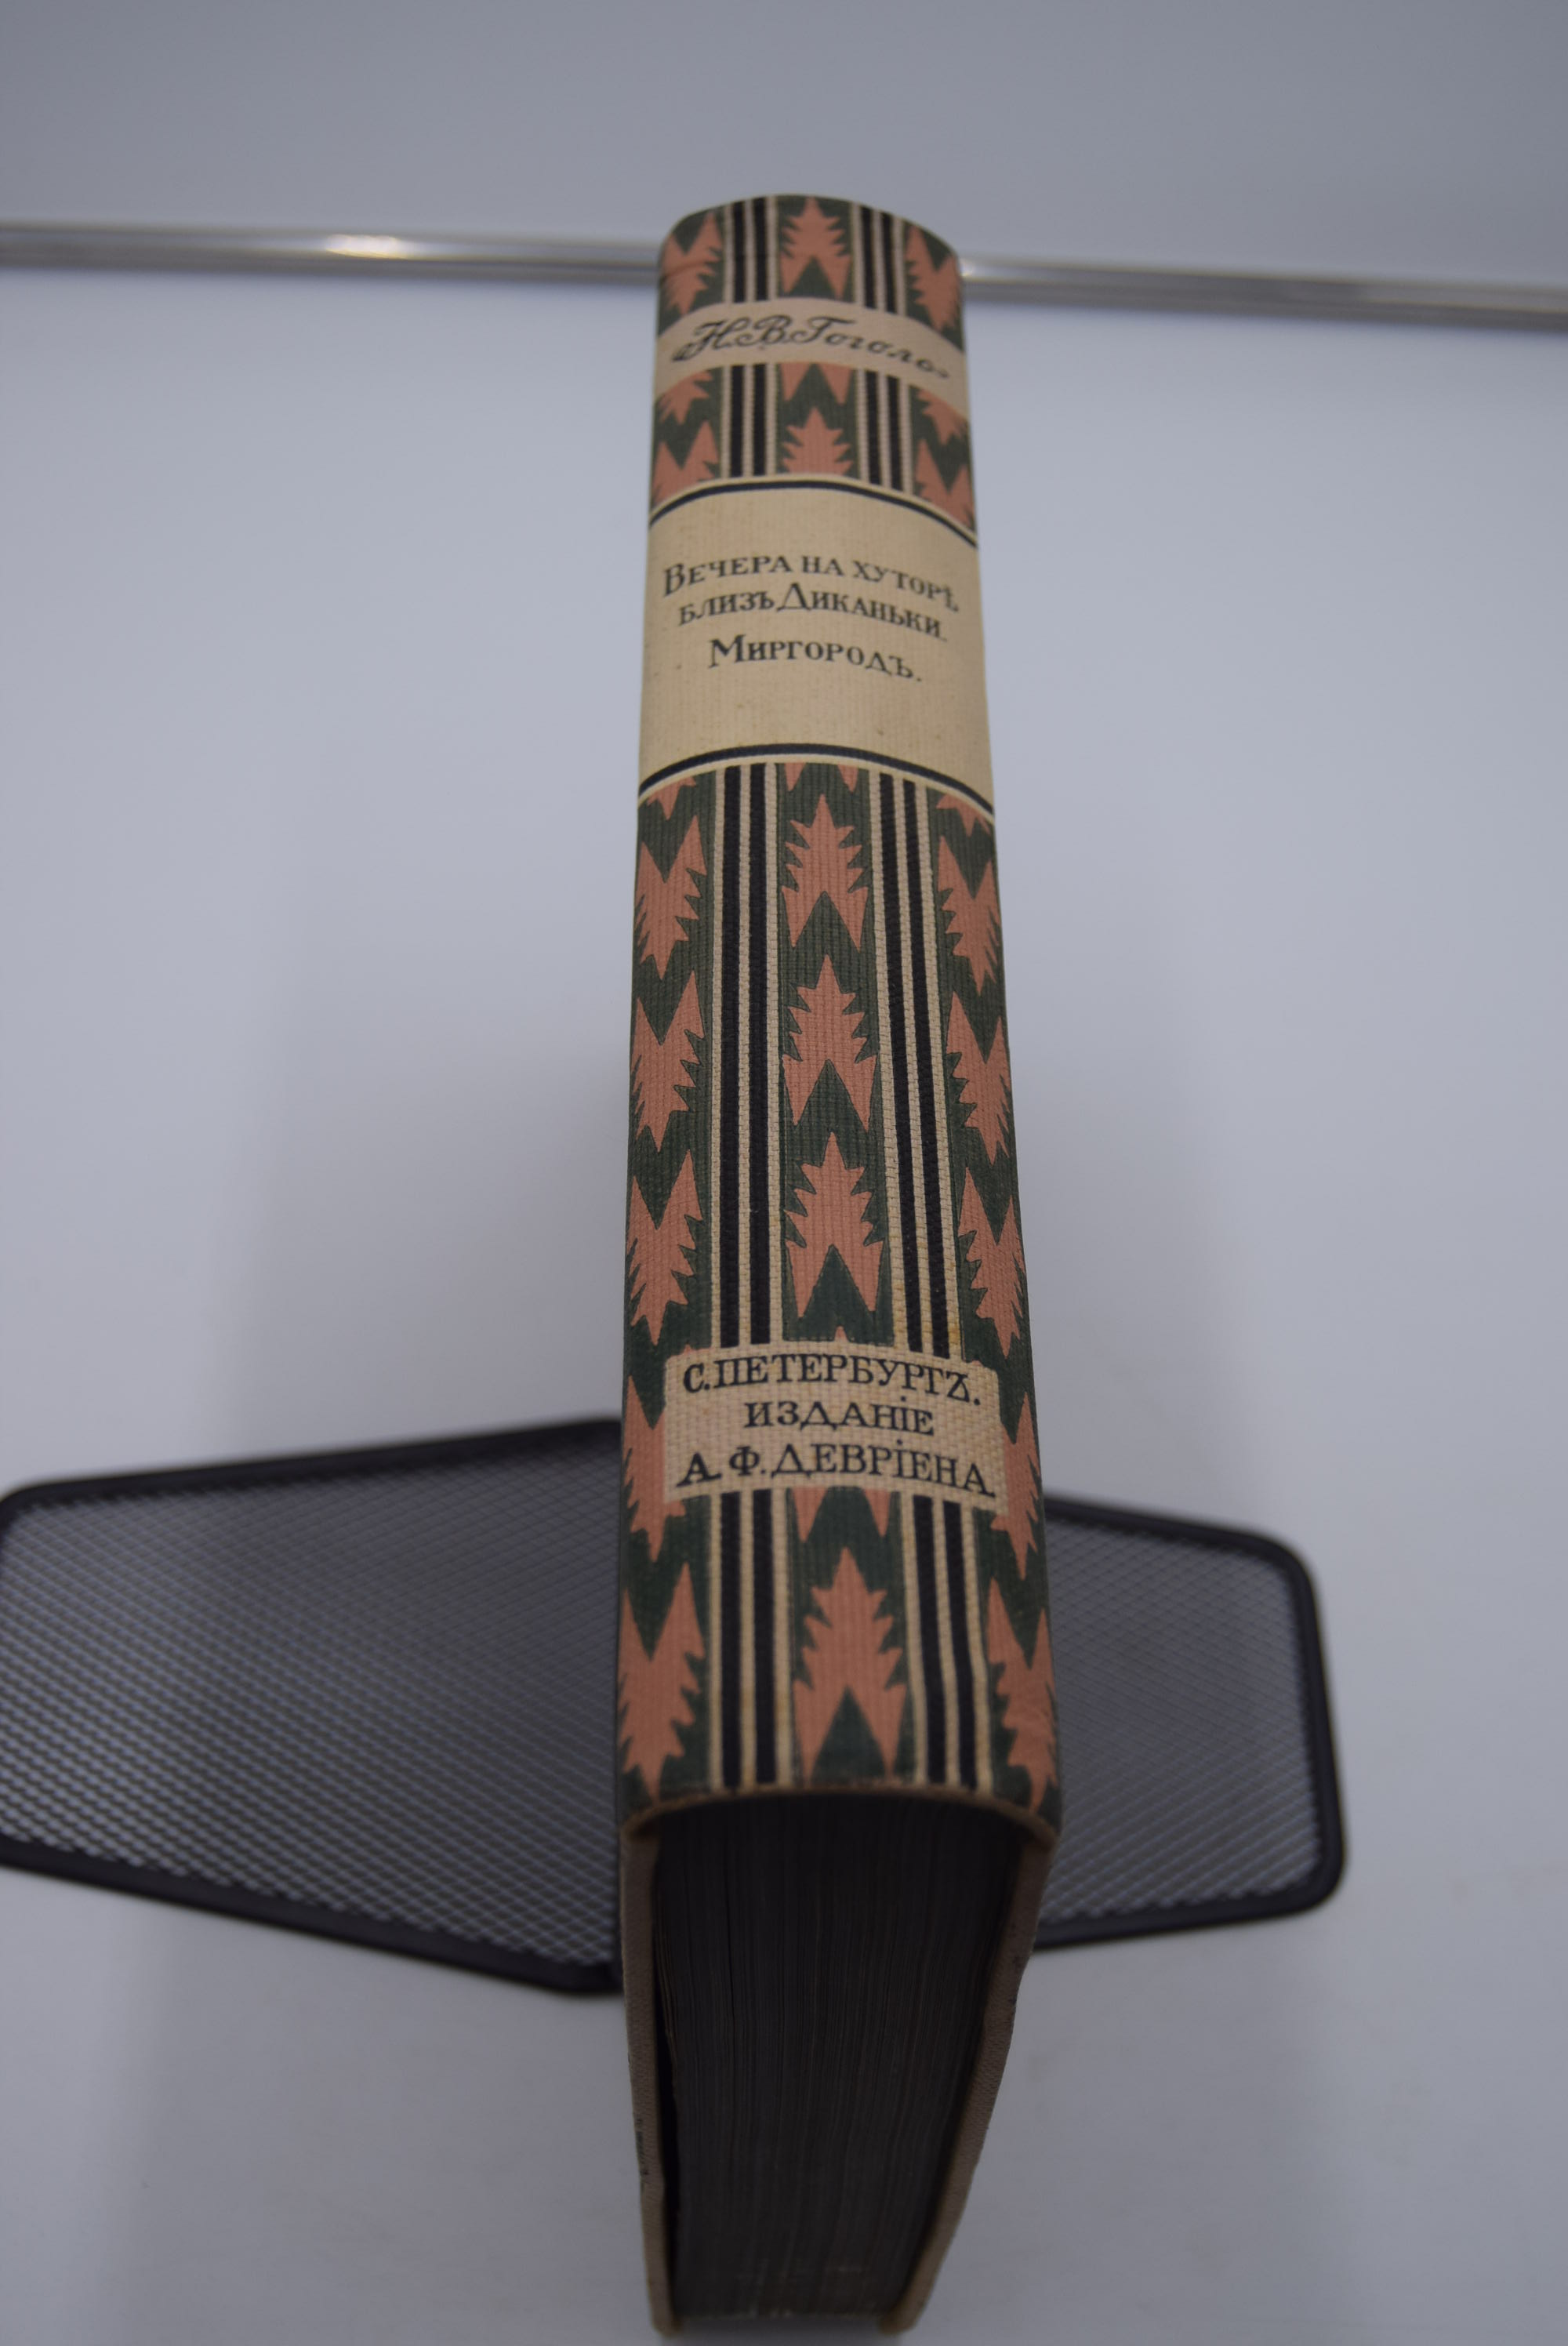 Н.В.Гоголь
Вечера на хуторѣ
близъ Диканьки.
Миргородъ.
С.ПЕТЕРБУРГЪ.
ИЗДАНІЕ
А.Ф.ДЕВРІЕНА.